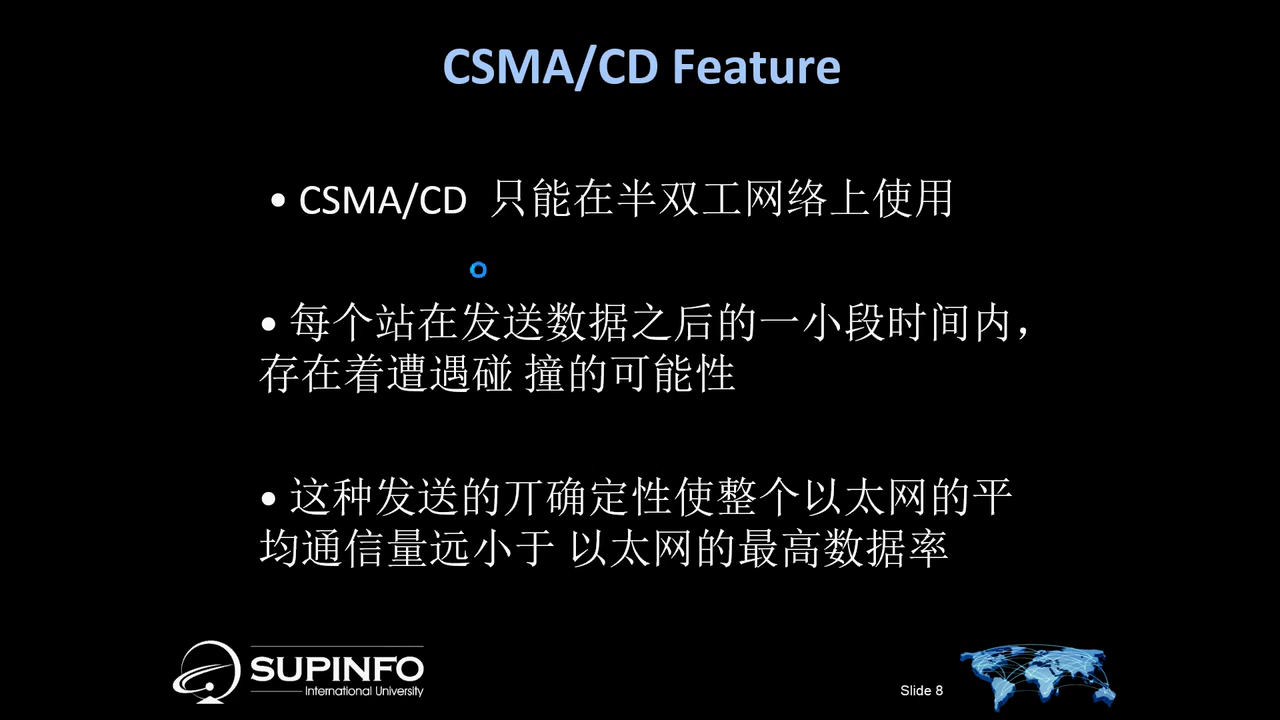 CSMA/CD Feature
• CSMA/CD 只能在半双工网络上使用
• 每个站在发送数据之后的一小段时间内，
存在着遭遇碰 撞的可能性
• 这种发送的丌确定性使整个以太网的平
均通信量远小于 以太网的最高数据率
SUPINFO
International University
Slide 8